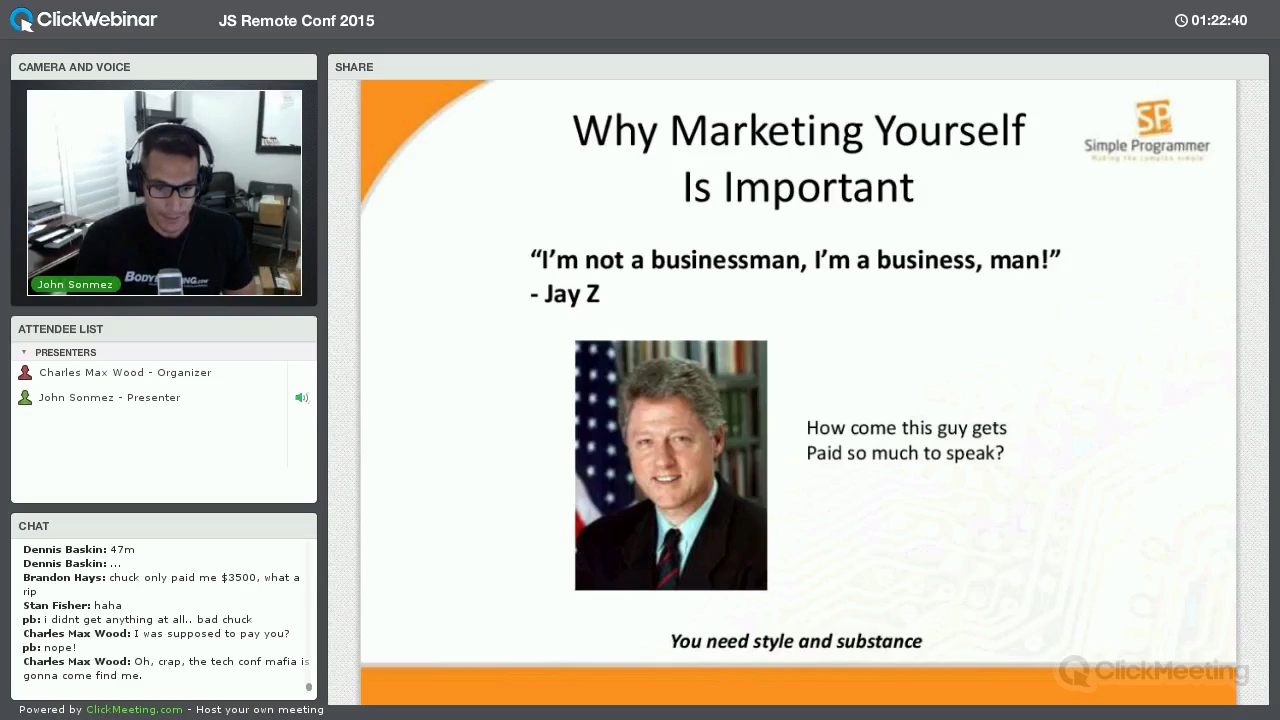 ClickWebinar
JS Remote Conf 2015
01:22:40
CAMERA AND VOICE
John Sonmez
ATTENDEE LIST
PRESENTERS
Charles Max Wood - Organizer
John Sonmez - Presenter
CHAT
Dennis Baskin: 47m
Dennis Baskin: ...
Brandon Hays: chuck only paid me $3500, what a
rip
Stan Fisher: haha
pb: i didnt get anything at all.. bad chuck
Charles Max Wood: I was supposed to pay you?
pb: nope!
Charles Max Wood: Oh, crap, the tech conf mafia is
gonna come find me.
Powered by ClickMeeting.com - Host your own meeting
SHARE
Why Marketing Yourself
Is Important
SP
Simple Programmer
Making the complex simple
“I’m not a businessman, I’m a business, man!”
- Jay Z
How come this guy gets
Paid so much to speak?
You need style and substance
ClickMeeting